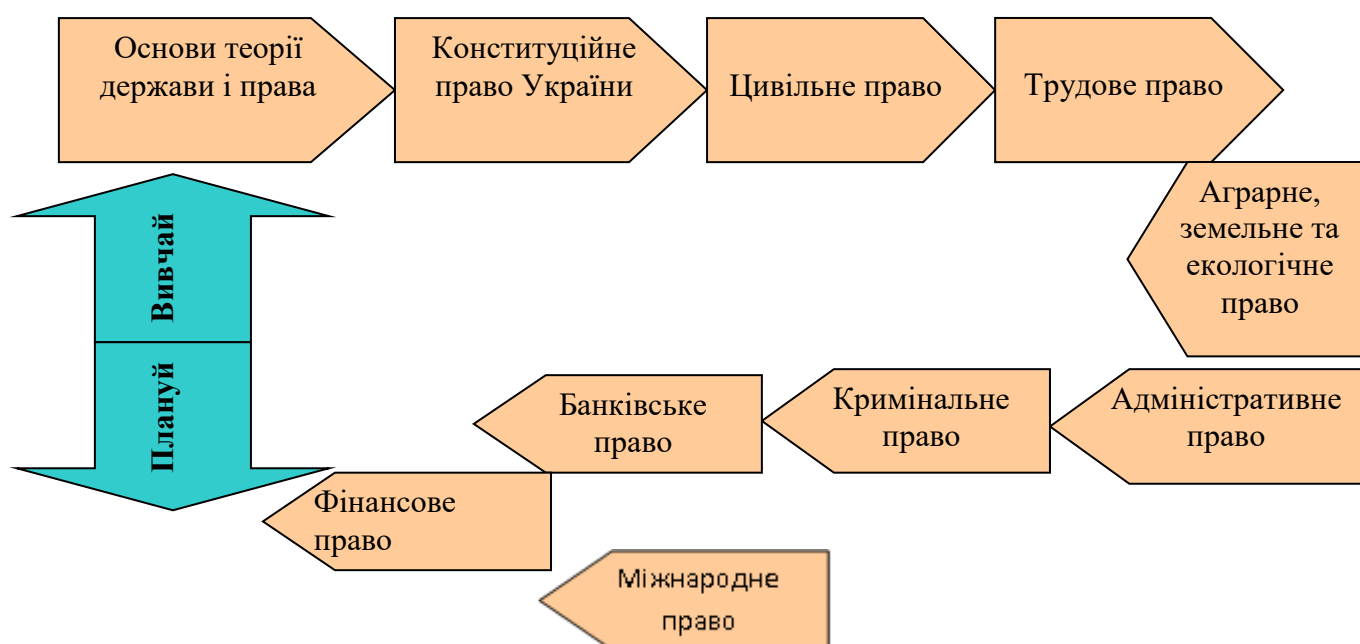 Основи теорії
держави і права
Конституційне
право України
Цивільне право
Трудове право
Аграрне,
земельне та
екологічне
право
Вивчай
Плануй
Банківське
право
Кримінальне
право
Адміністративне
право
Фінансове
право
Міжнародне
право